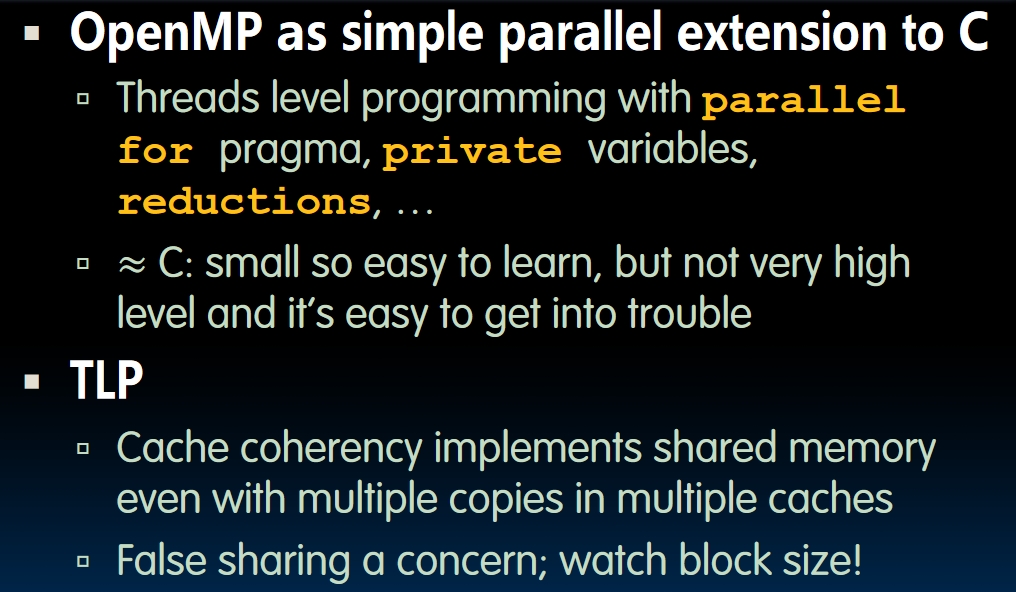 ▪ OpenMP as simple parallel extension to C
▫ Threads level programming with parallel
for pragma, private variables,
reductions, …
▫ ≈ C: small so easy to learn, but not very high
level and it’s easy to get into trouble
▪ TLP
▫ Cache coherency implements shared memory
even with multiple copies in multiple caches
▫ False sharing a concern; watch block size!